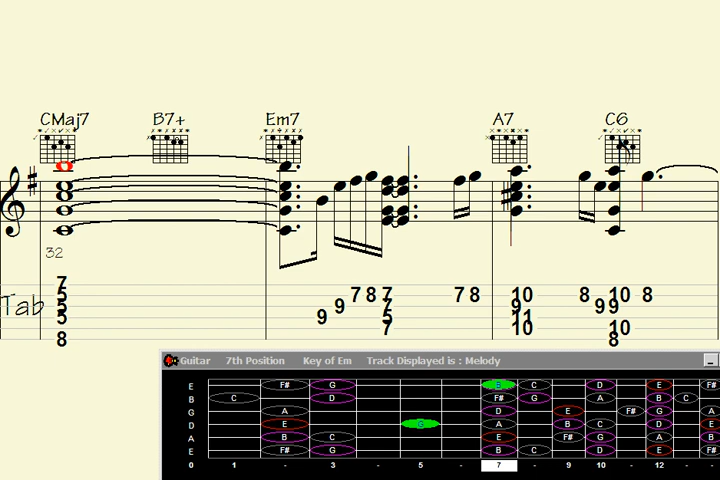 CMaj7 B7+ Em7 A7 C6
32
7
5 7 8 7 7 8 10 8 10 8
5 9 7 9 9 9
5 9 5 11
7 10 10
8 8
Tab
Guitar 7th Position Key of Em Track Displayed is : Melody
E F# G B C D E
B C D F# G A B C
G A D E F# G
D E G A B C D E
A B C E F# G A B
E F# G B C D E
0 1 - 3 - 5 - 7 - 9 10 - 12 - -